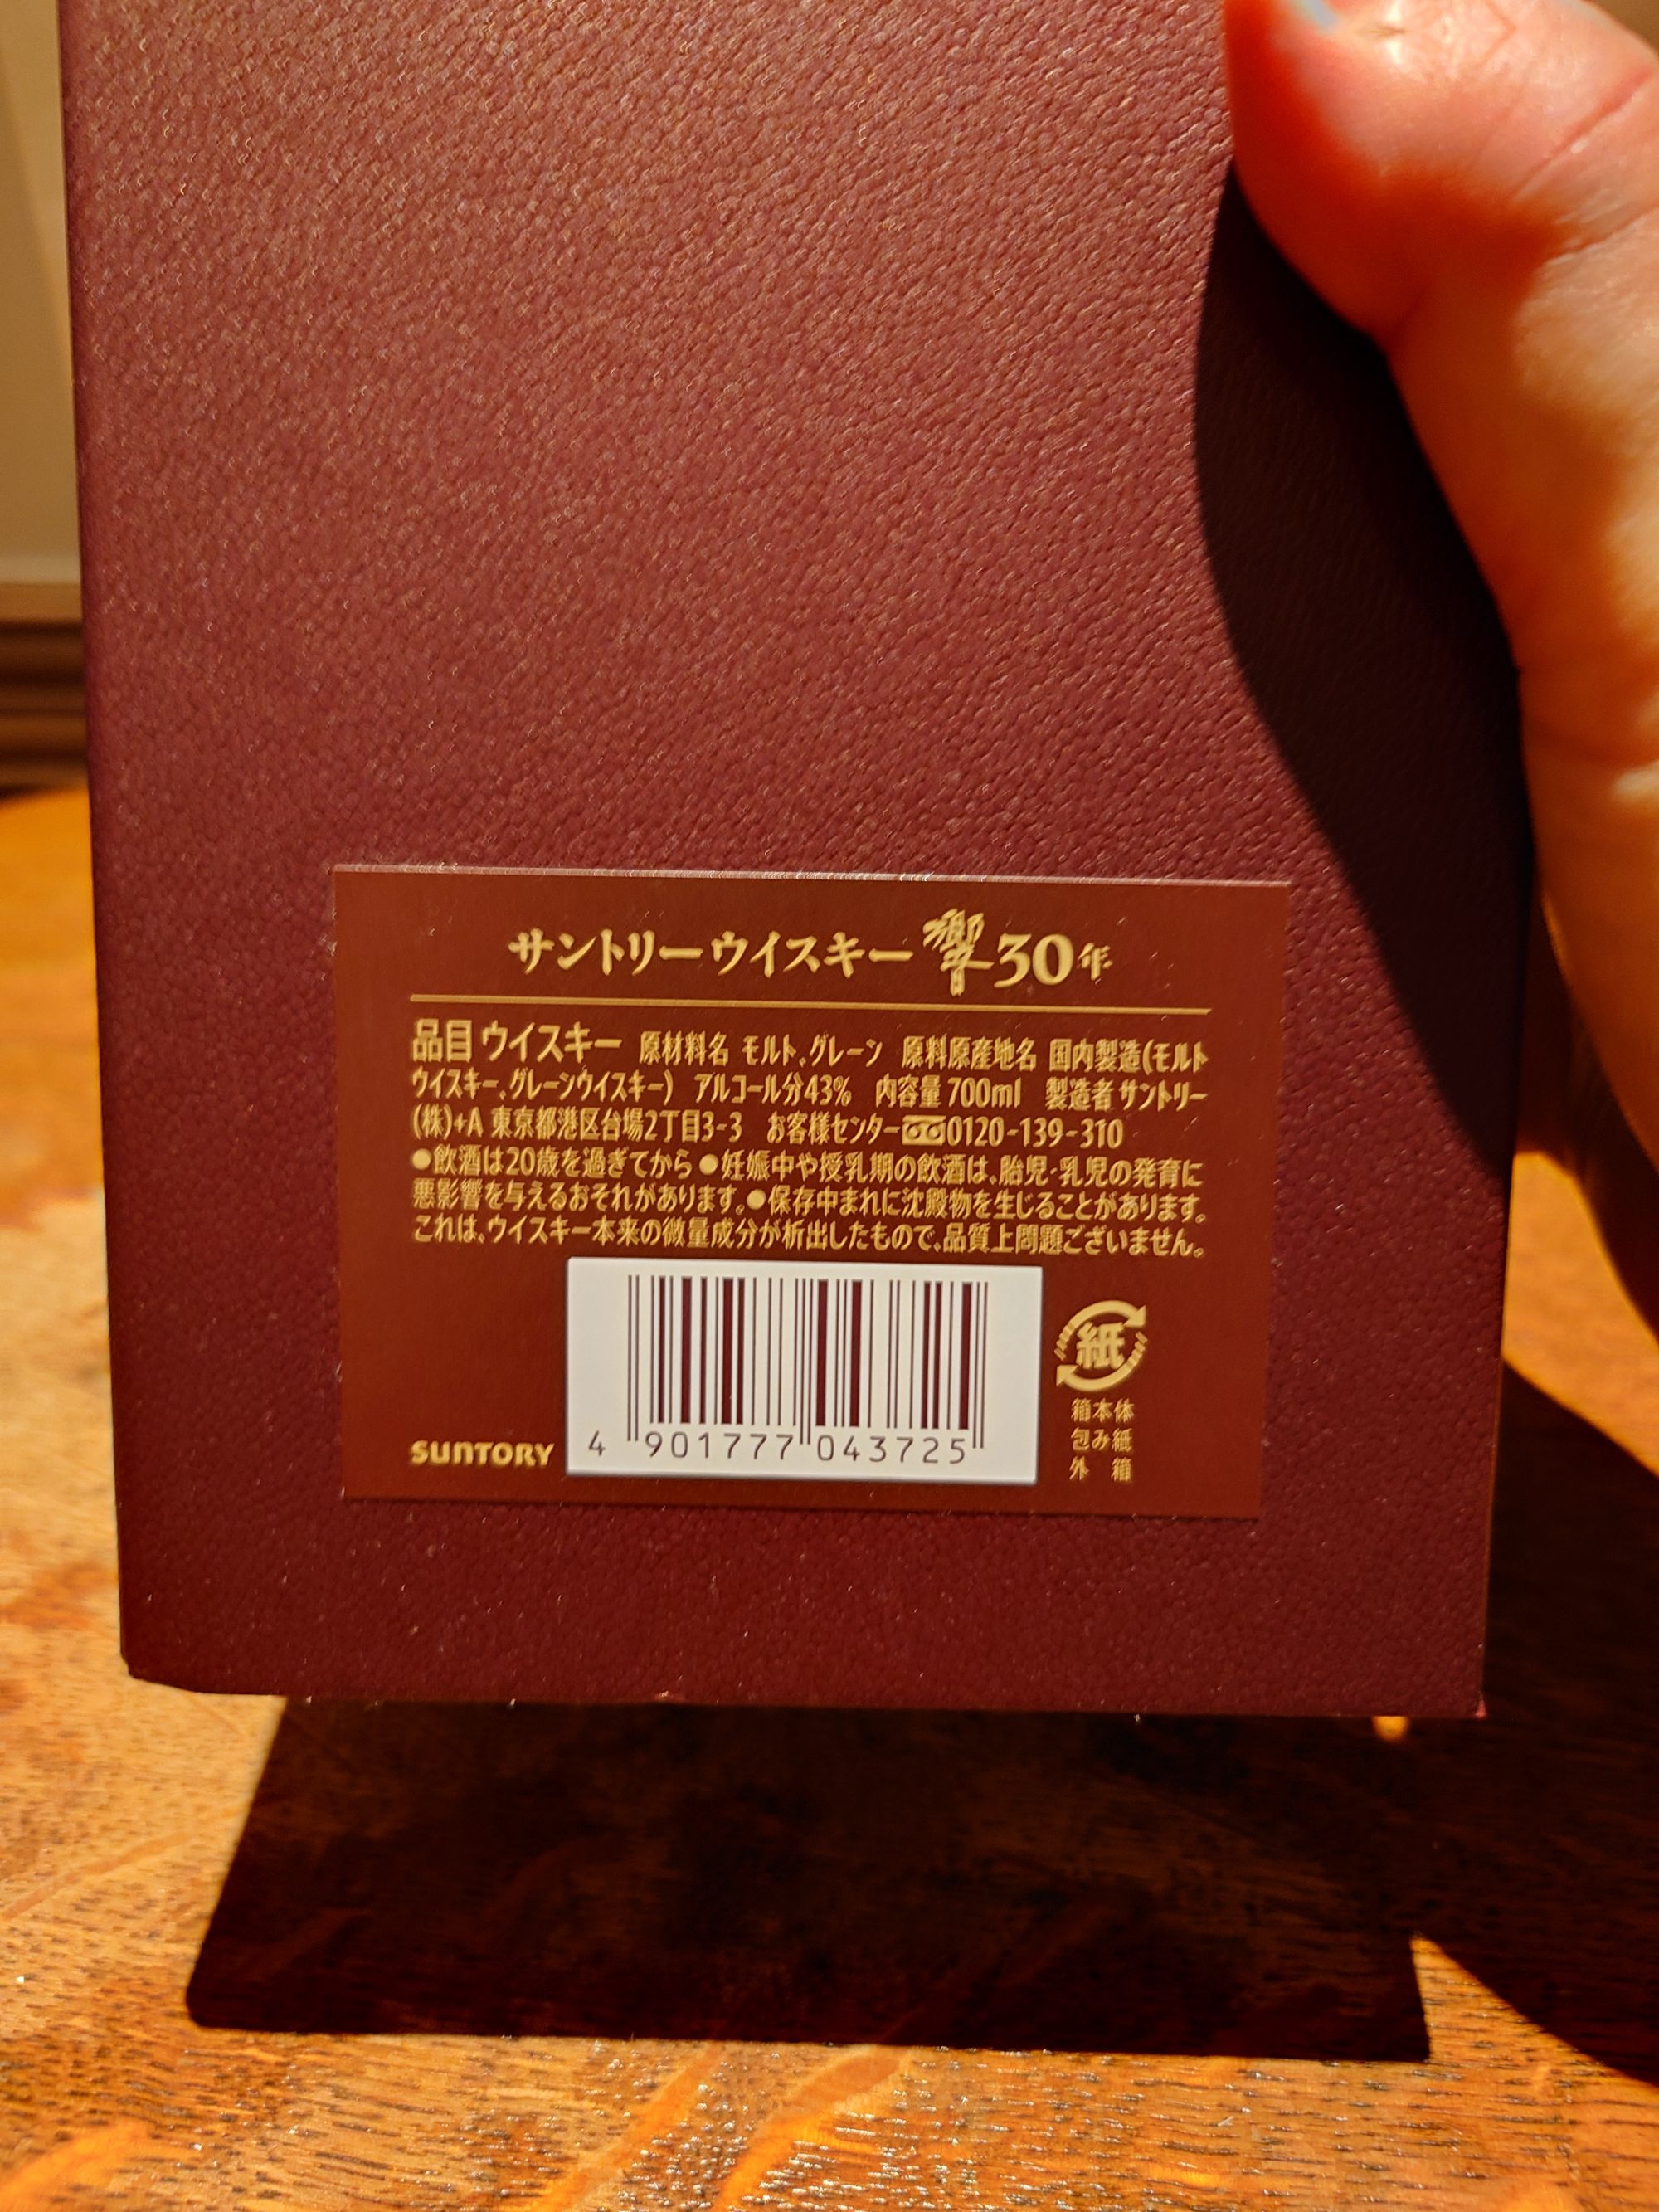 サントリーウイスキー響30年
品目 ウイスキー 原材料名 モルト、グレーン 原料原産地名 国内製造(モルト
ウイスキー、グレーンウイスキー) アルコール分43% 内容量 700ml 製造者 サントリー
(株)+A 東京都港区台場2丁目3-3 お客様センター 0120-139-310
●飲酒は20歳を過ぎてから ●妊娠中や授乳期の飲酒は、胎児・乳児の発育に
悪影響を与えるおそれがあります。●保存中まれに沈殿物を生じることがあります。
これは、ウイスキー本来の微量成分が析出したもので、品質上問題ございません。
4 901777 043725
SUNTORY
紙
箱本体
包み紙
外 箱